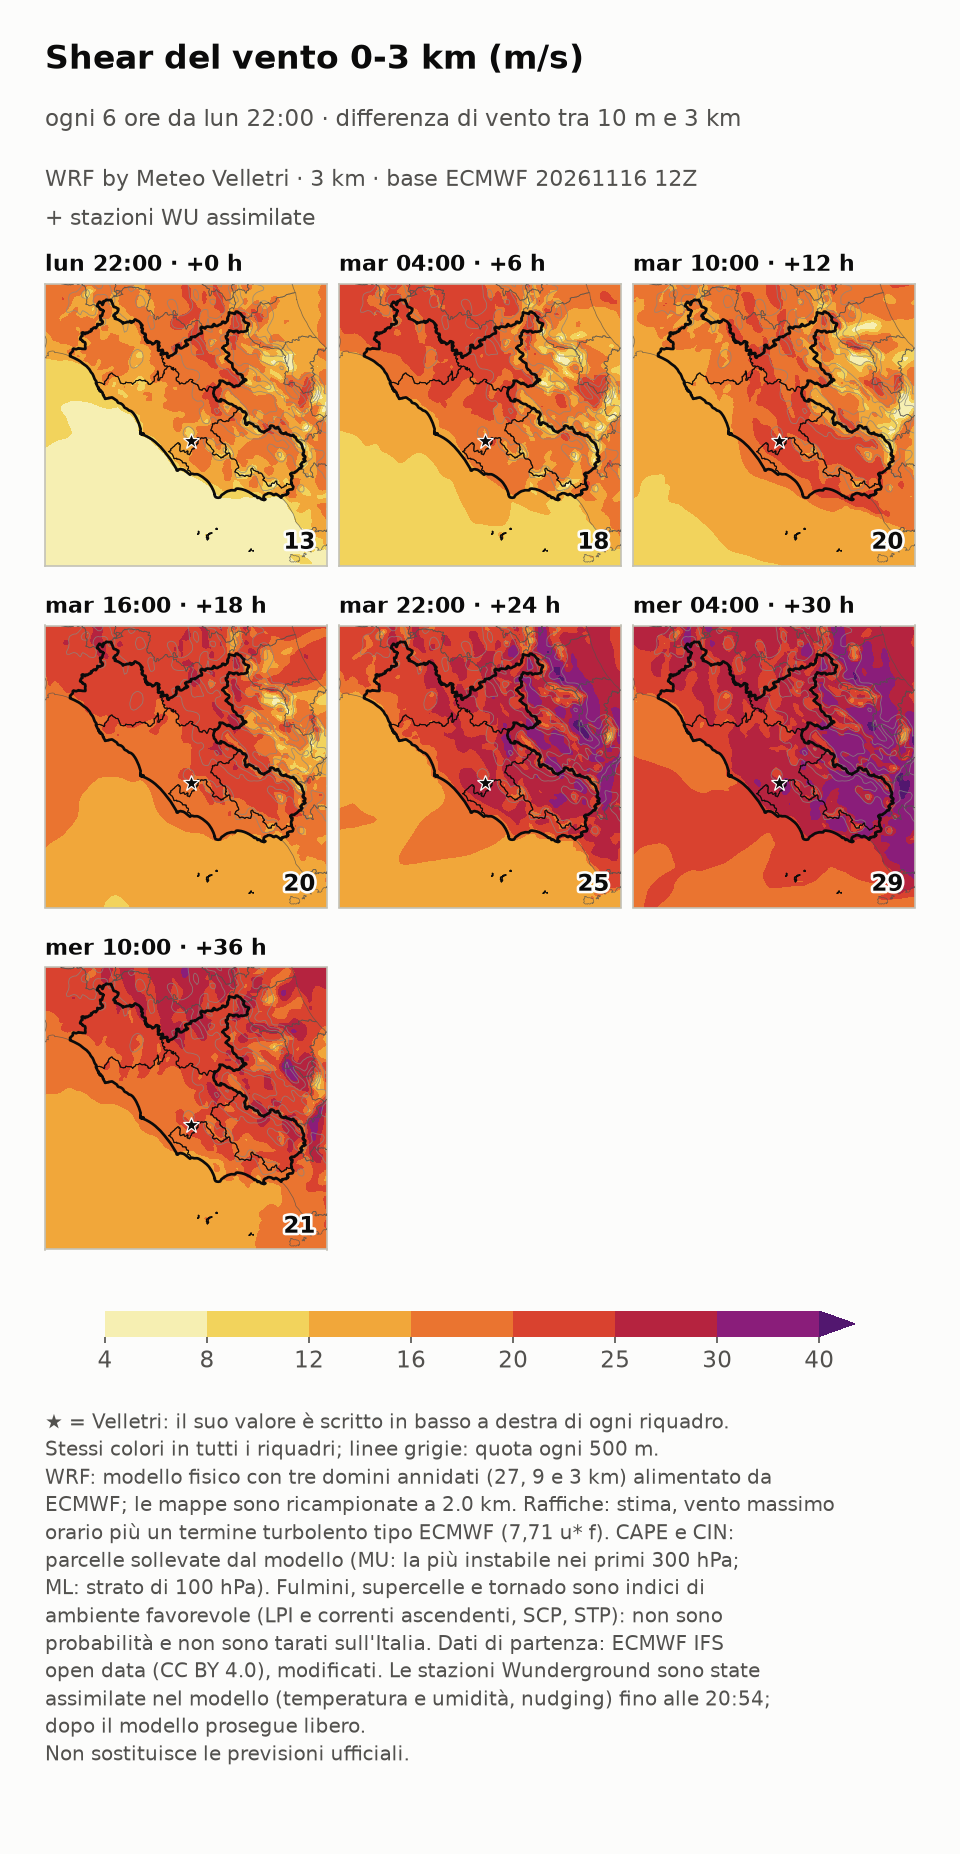 Shear del vento 0-3 km (m/s)
ogni 6 ore da lun 22:00 · differenza di vento tra 10 m e 3 km
WRF by Meteo Velletri · 3 km · base ECMWF 20261116 12Z
+ stazioni WU assimilate
lun 22:00 · +0 h
mar 04:00 · +6 h
mar 10:00 · +12 h
13
18
20
mar 16:00 · +18 h
mar 22:00 · +24 h
mer 04:00 · +30 h
20
25
29
mer 10:00 · +36 h
21
4 8 12 16 20 25 30 40
★ = Velletri: il suo valore è scritto in basso a destra di ogni riquadro.
Stessi colori in tutti i riquadri; linee grigie: quota ogni 500 m.
WRF: modello fisico con tre domini annidati (27, 9 e 3 km) alimentato da
ECMWF; le mappe sono ricampionate a 2.0 km. Raffiche: stima, vento massimo
orario più un termine turbolento tipo ECMWF (7,71 u* f). CAPE e CIN:
parcelle sollevate dal modello (MU: la più instabile nei primi 300 hPa;
ML: strato di 100 hPa). Fulmini, supercelle e tornado sono indici di
ambiente favorevole (LPI e correnti ascendenti, SCP, STP): non sono
probabilità e non sono tarati sull'Italia. Dati di partenza: ECMWF IFS
open data (CC BY 4.0), modificati. Le stazioni Wunderground sono state
assimilate nel modello (temperatura e umidità, nudging) fino alle 20:54;
dopo il modello prosegue libero.
Non sostituisce le previsioni ufficiali.